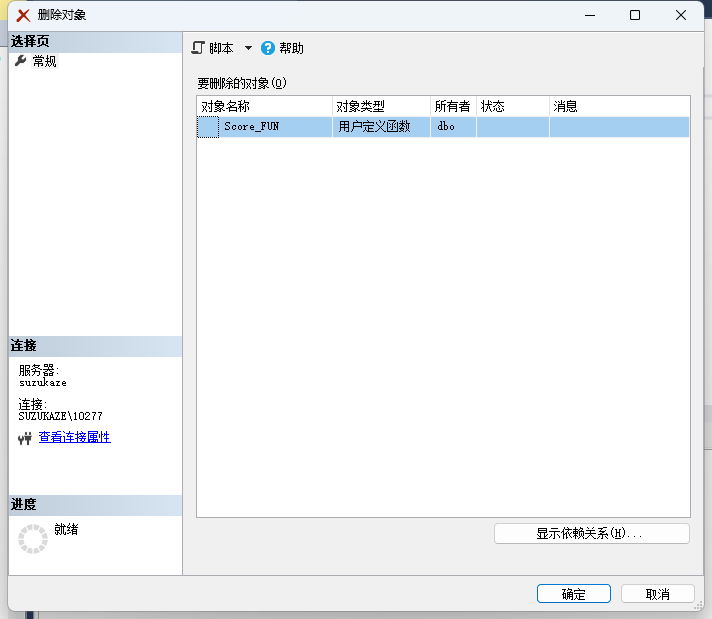 删除对象
选择页
常规
脚本 帮助
要删除的对象(O)
对象名称 对象类型 所有者 状态 消息
Score_FUN 用户定义函数 dbo
连接
服务器:
suzukaze
连接:
SUZUKAZE\10277
查看连接属性
进度
就绪
显示依赖关系(H)...
确定 取消